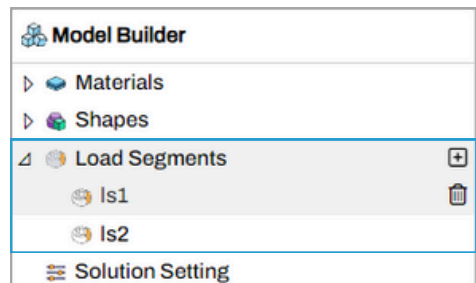 Model Builder
Materials
Shapes
Load Segments
ls1
ls2
Solution Setting